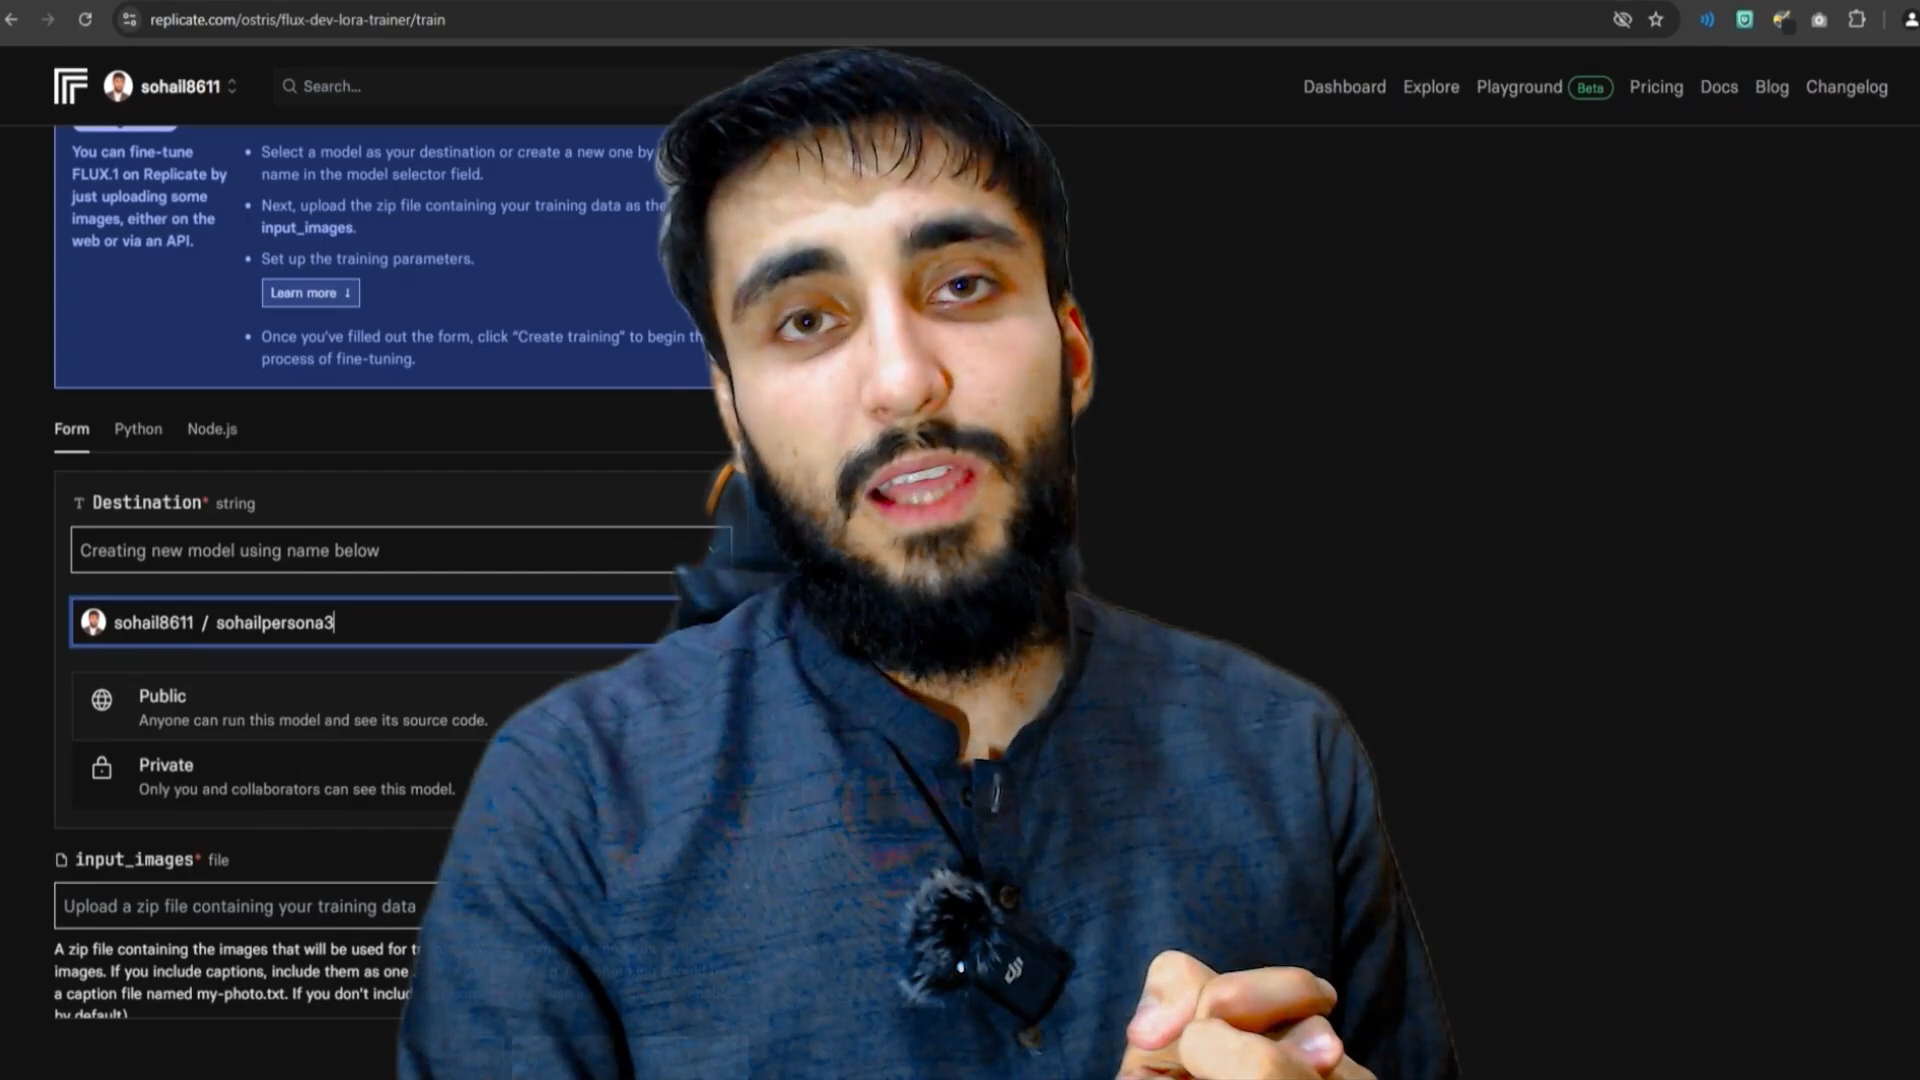 replicate.com/ostris/flux-dev-lora-trainer/train
sohail8611
Search...
Dashboard Explore Playground Beta Pricing Docs Blog Changelog
You can fine-tune
FLUX.1 on Replicate by
just uploading some
images, either on the
web or via an API.
Select a model as your destination or create a new one by
name in the model selector field.
Next, upload the zip file containing your training data as the
input_images.
Set up the training parameters.
Learn more ↓
Once you've filled out the form, click “Create training” to begin
process of fine-tuning.
Form Python Node.js
Destination* string
Creating new model using name below
sohail8611 / sohailpersona3
Public
Anyone can run this model and see its source code.
Private
Only you and collaborators can see this model.
input_images* file
Upload a zip file containing your training data
A zip file containing the images that will be used for
images. If you include captions, include them as one
a caption file named my-photo.txt. If you don't
by default)
dji